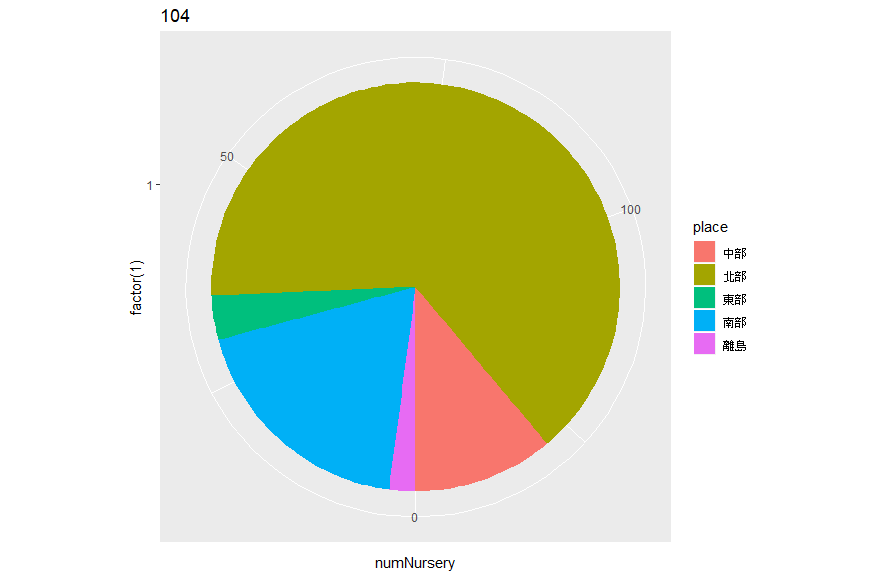 104
50
1
100
0
factor(1)
numNursery
place
中部
北部
東部
南部
離島